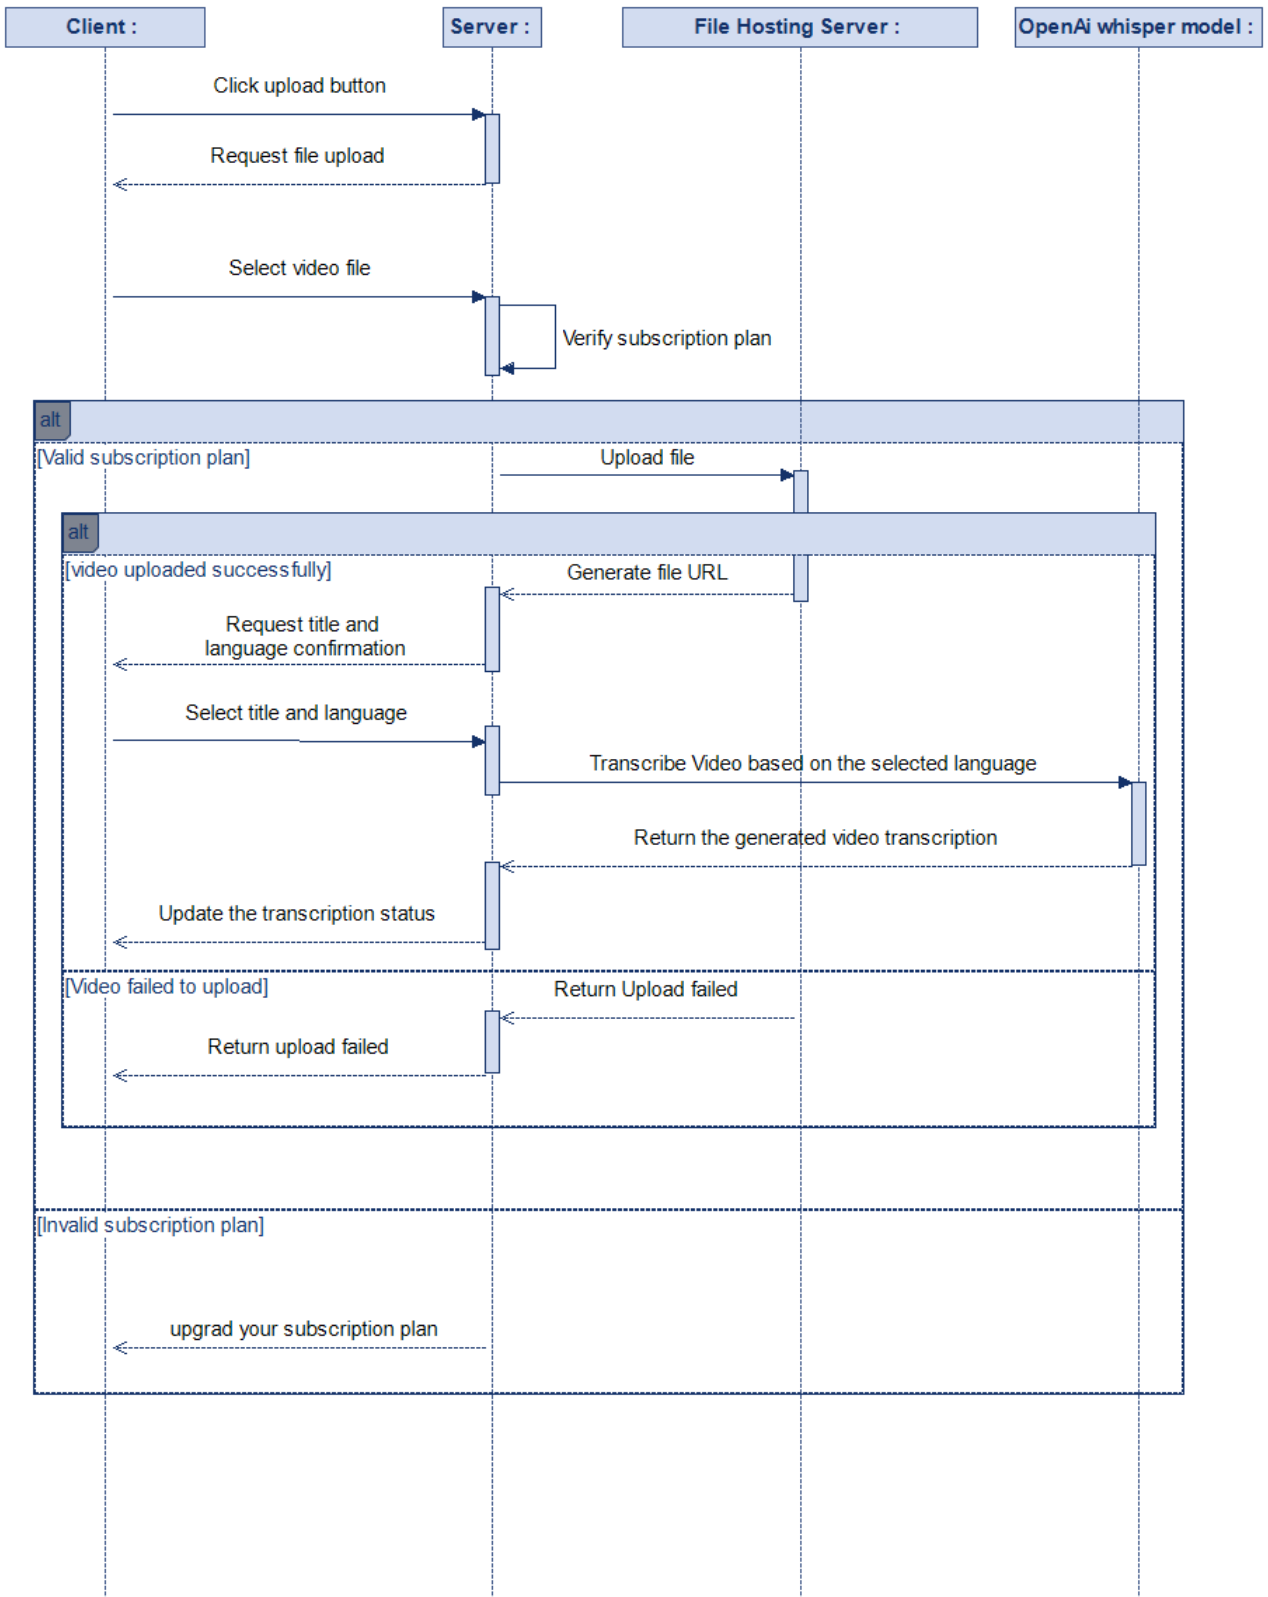 Client :
Server :
File Hosting Server :
OpenAi whisper model :
Click upload button
Request file upload
Select video file
Verify subscription plan
alt
[Valid subscription plan]
Upload file
alt
[video uploaded successfully]
Generate file URL
Request title and
language confirmation
Select title and language
Transcribe Video based on the selected language
Return the generated video transcription
Update the transcription status
[Video failed to upload]
Return Upload failed
Return upload failed
[Invalid subscription plan]
upgrad your subscription plan